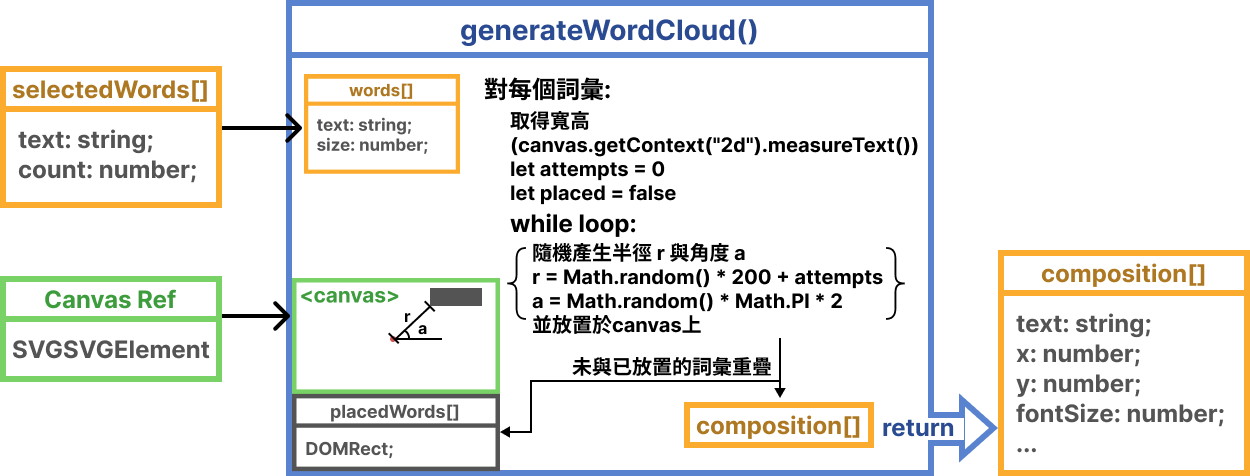 generateWordCloud()
selectedWords[]
text: string;
count: number;
words[]
text: string;
size: number;
對每個詞彙:
取得寬高
(canvas.getContext("2d").measureText())
let attempts = 0
let placed = false
while loop:
隨機產生半徑 r 與角度 a
r = Math.random() * 200 + attempts
a = Math.random() * Math.PI * 2
並放置於canvas上
Canvas Ref
SVGSVGElement
<canvas>
r
a
未與已放置的詞彙重疊
placedWords[]
DOMRect;
composition[]
return
composition[]
text: string;
x: number;
y: number;
fontSize: number;
...